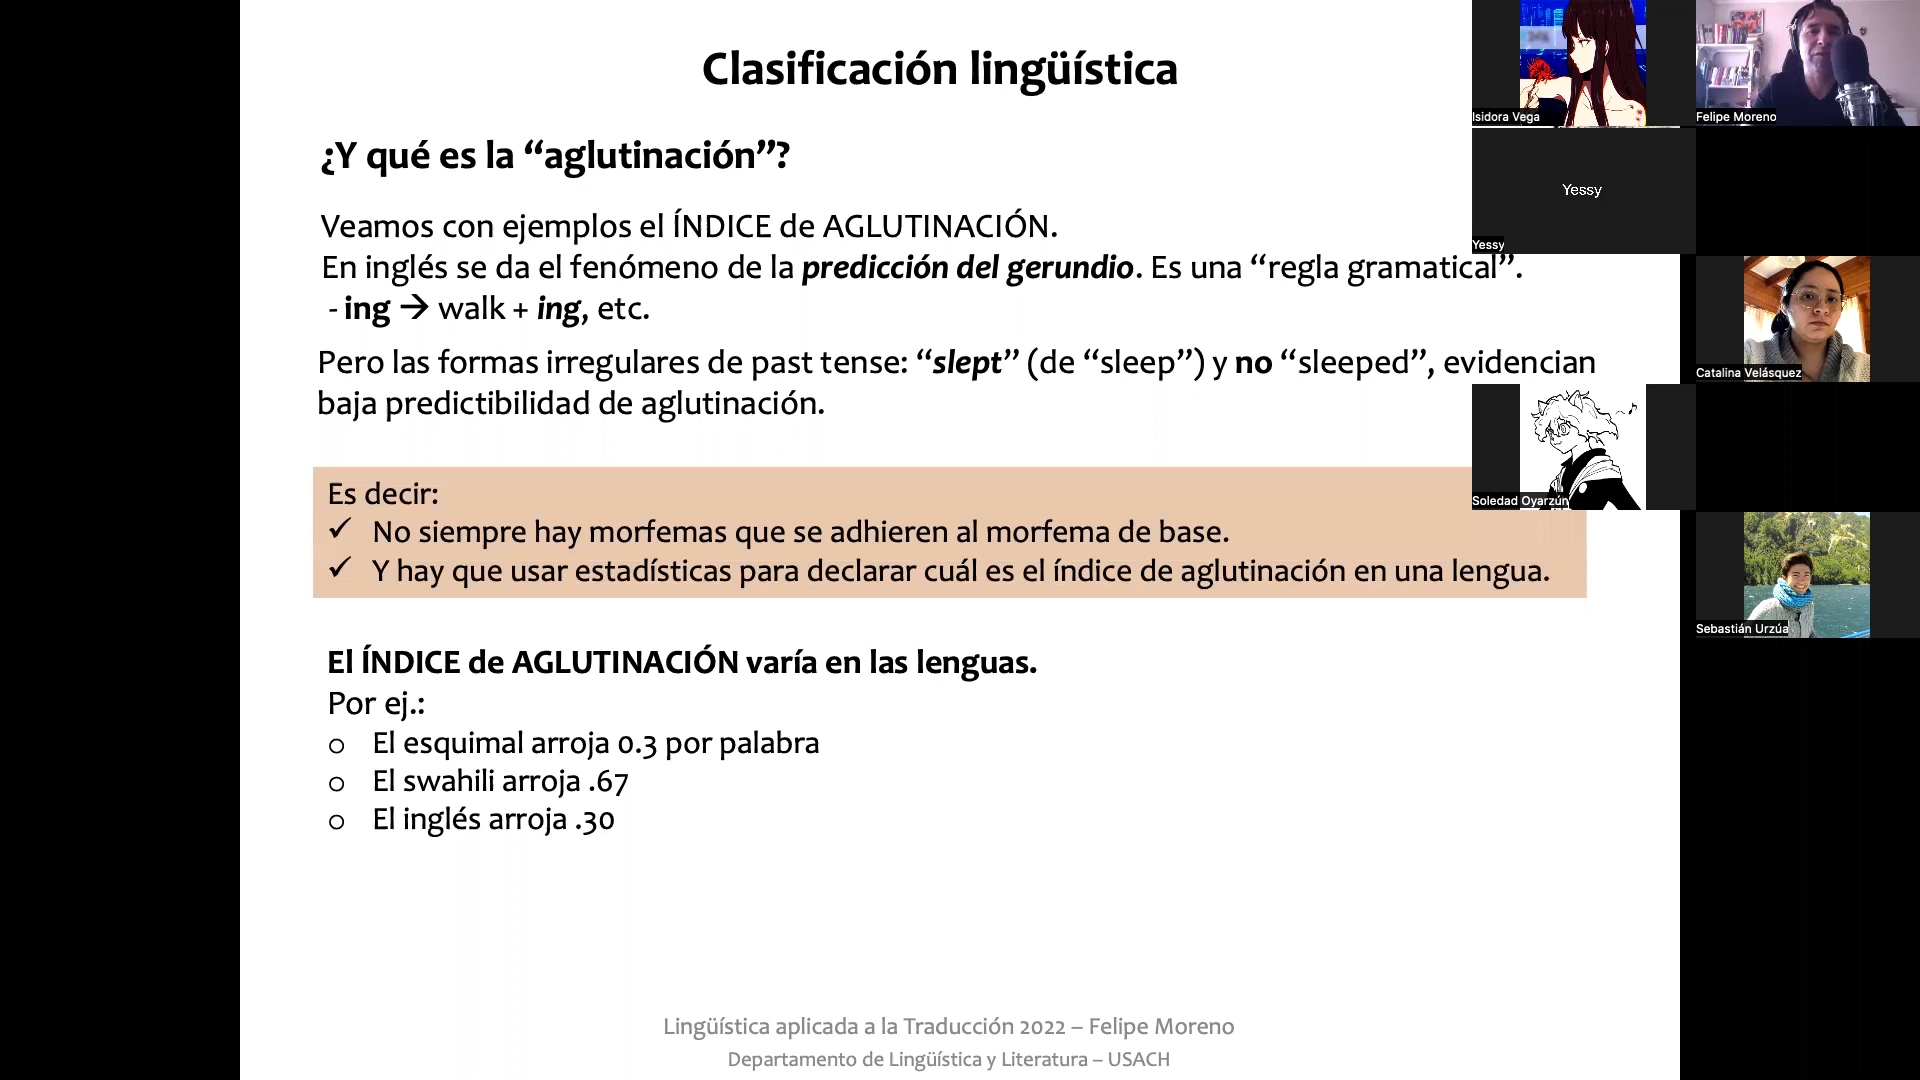 Clasificación lingüística
¿Y qué es la “aglutinación”?
Veamos con ejemplos el ÍNDICE de AGLUTINACIÓN.
En inglés se da el fenómeno de la predicción del gerundio. Es una “regla gramatical”.
- ing → walk + ing, etc.
Pero las formas irregulares de past tense: “slept” (de “sleep”) y no “sleeped”, evidencian
baja predictibilidad de aglutinación.
Es decir:
✓ No siempre hay morfemas que se adhieren al morfema de base.
✓ Y hay que usar estadísticas para declarar cuál es el índice de aglutinación en una lengua.
El ÍNDICE de AGLUTINACIÓN varía en las lenguas.
Por ej.:
o El esquimal arroja 0.3 por palabra
o El swahili arroja .67
o El inglés arroja .30
Lingüística aplicada a la Traducción 2022 – Felipe Moreno
Departamento de Lingüística y Literatura – USACH
Isidora Vega
Felipe Moreno
Yessy
Yessy
Catalina Velásquez
Soledad Oyarzún
Sebastián Urzúa